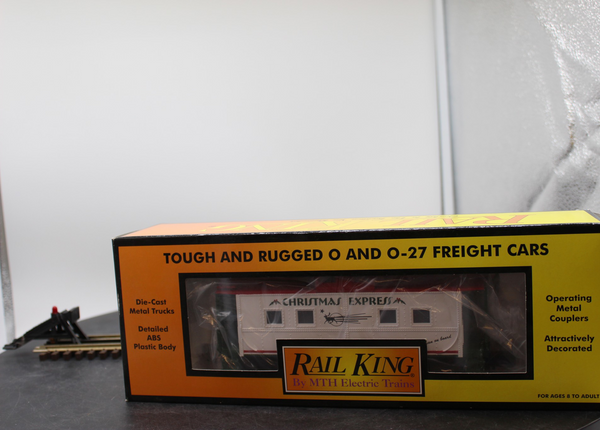 TOUGH AND RUGGED O AND O-27 FREIGHT CARS
Die-Cast
Metal Trucks
Detailed
ABS
Plastic Body
CHRISTMAS EXPRESS
RAIL KING
By MTH Electric Trains
Operating
Metal
Couplers
Attractively
Decorated
FOR AGES 8 TO ADULT